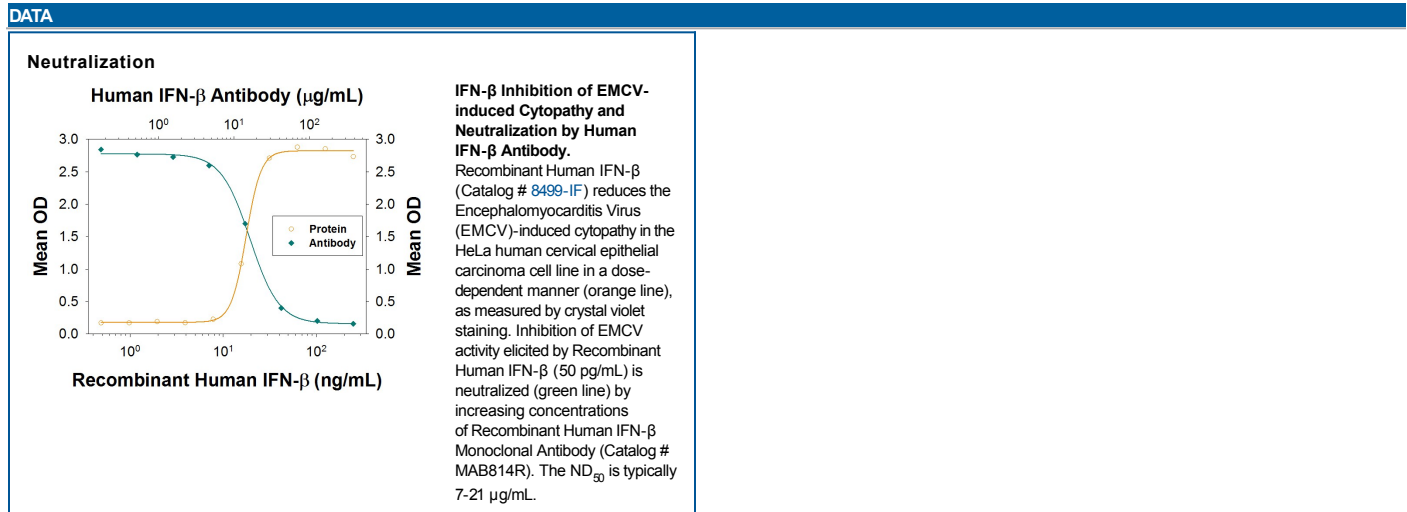 DATA
Neutralization
Human IFN-β Antibody (μg/mL)
10⁰ 10¹ 10²
3.0 3.0
2.5 2.5
2.0 2.0
1.5 1.5
1.0 1.0
0.5 0.5
0.0 0.0
Mean OD
Mean OD
Protein
Antibody
10⁰ 10¹ 10²
Recombinant Human IFN-β (ng/mL)
IFN-β Inhibition of EMCV-
induced Cytopathy and
Neutralization by Human
IFN-β Antibody.
Recombinant Human IFN-β
(Catalog # 8499-IF) reduces the
Encephalomyocarditis Virus
(EMCV)-induced cytopathy in the
HeLa human cervical epithelial
carcinoma cell line in a dose-
dependent manner (orange line),
as measured by crystal violet
staining. Inhibition of EMCV
activity elicited by Recombinant
Human IFN-β (50 pg/mL) is
neutralized (green line) by
increasing concentrations
of Recombinant Human IFN-β
Monoclonal Antibody (Catalog #
MAB814R). The ND₅₀ is typically
7-21 µg/mL.